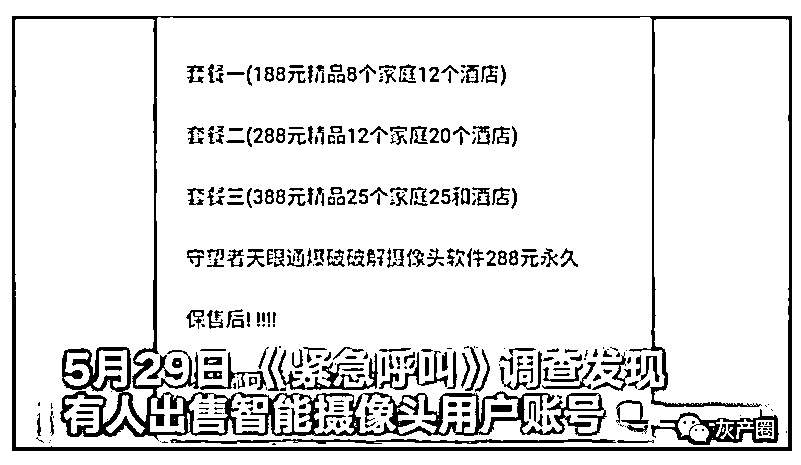 套餐一(188元精品8个家庭12个酒店)
套餐二(288元精品12个家庭20个酒店)
套餐三(388元精品25个家庭25和酒店)
守望者天眼通爆破破解摄像头软件288元永久
保售后!!!!!
5月29日《紧急呼叫》调查发现
有人出售智能摄像头用户账号
灰产圈